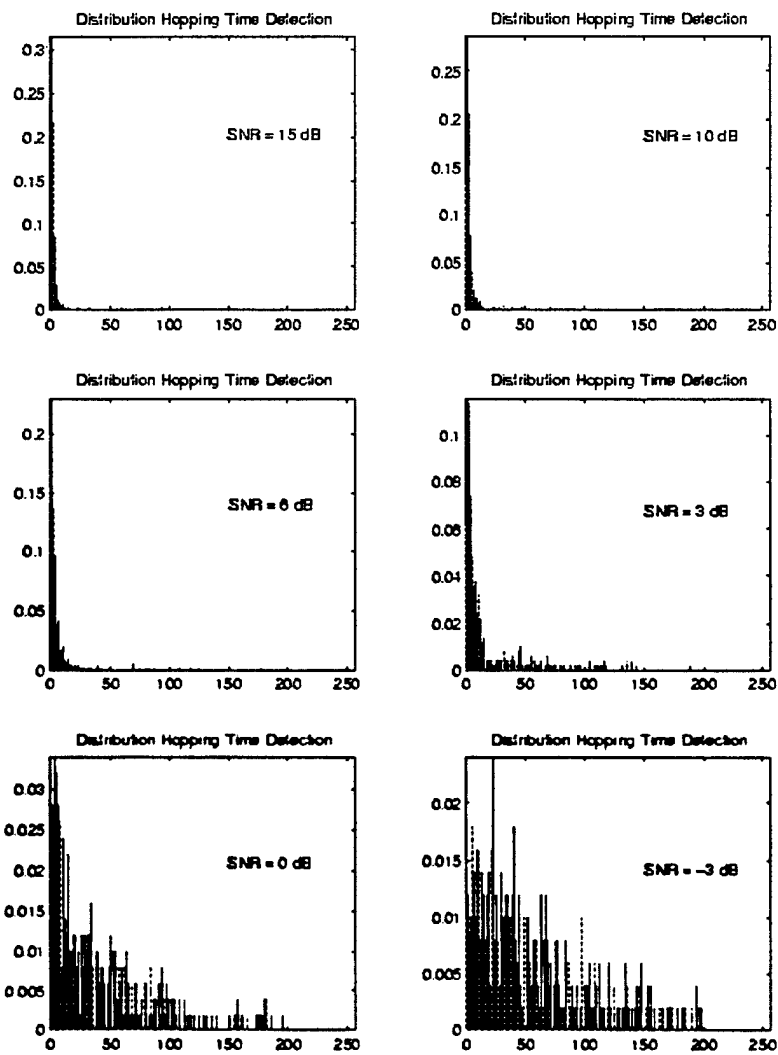 Distribution Hopping Time Detection
0.3
0.25
0.2
0.15
0.1
0.05
0
SNR = 15 dB
0 50 100 150 200 250
Distribution Hopping Time Detection
0.25
0.2
0.15
0.1
0.05
0
SNR = 10 dB
0 50 100 150 200 250
Distribution Hopping Time Detection
0.2
0.15
0.1
0.05
0
SNR = 6 dB
0 50 100 150 200 250
Distribution Hopping Time Detection
0.1
0.08
0.06
0.04
0.02
0
SNR = 3 dB
0 50 100 150 200 250
Distribution Hopping Time Detection
0.03
0.025
0.02
0.015
0.01
0.005
0
SNR = 0 dB
0 50 100 150 200 250
Distribution Hopping Time Detection
0.02
0.015
0.01
0.005
0
SNR = −3 dB
0 50 100 150 200 250